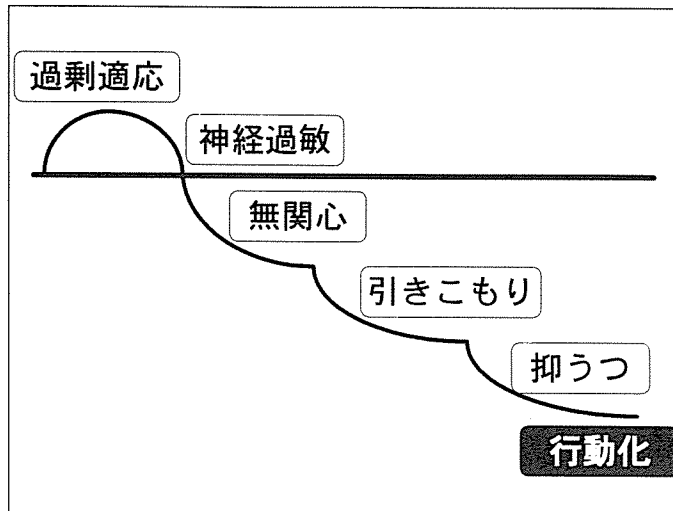 過剰適応
神経過敏
無関心
引きこもり
抑うつ
行動化